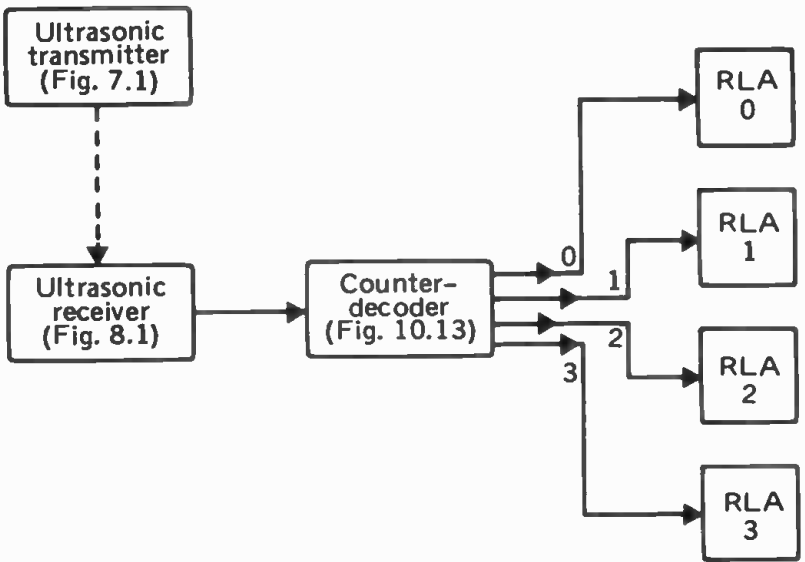 Ultrasonic
transmitter
(Fig. 7.1)
Ultrasonic
receiver
(Fig. 8.1)
Counter-
decoder
(Fig. 10.13)
0
1
2
3
RLA
0
RLA
1
RLA
2
RLA
3